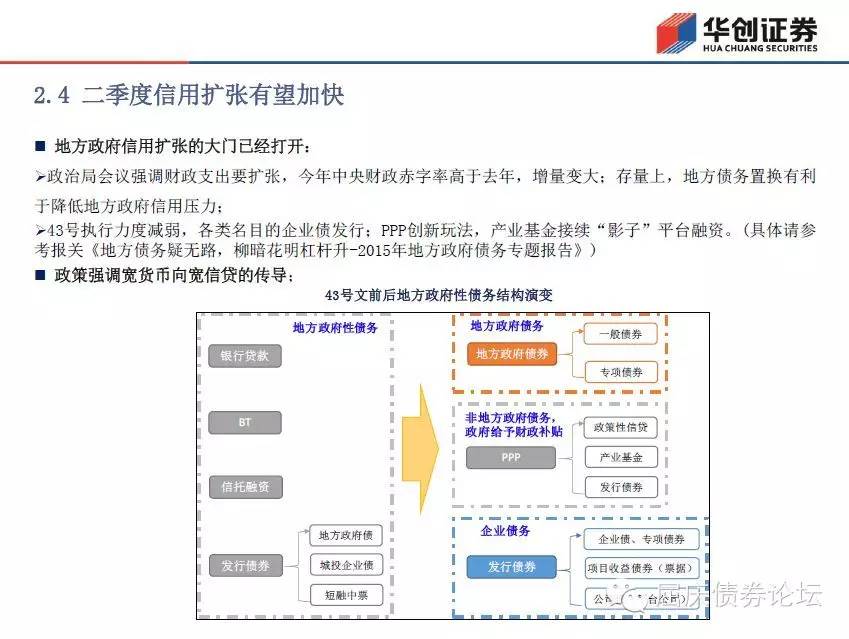 华创证券
HUA CHUANG SECURITIES
2.4 二季度信用扩张有望加快
■ 地方政府信用扩张的大门已经打开：
➢政治局会议强调财政支出要扩张，今年中央财政赤字率高于去年，增量变大；存量上，地方债务置换有利
于降低地方政府信用压力；
➢43号执行力度减弱，各类名目的企业债发行；PPP创新玩法，产业基金接续“影子”平台融资。（具体请参
考报关《地方债务疑无路，柳暗花明杠杆升-2015年地方政府债务专题报告》）
■ 政策强调宽货币向宽信贷的传导；
43号文前后地方政府性债务结构演变
地方政府性债务
银行贷款
BT
信托融资
发行债券
地方政府债
城投企业债
短融中票
地方政府债务
地方政府债券
一般债券
专项债券
非地方政府债务，
政府给予财政补贴
PPP
政策性信贷
产业基金
发行债券
企业债务
发行债券
企业债、专项债券
项目收益债券（票据）
公司
台公司）
屈庆债券论坛